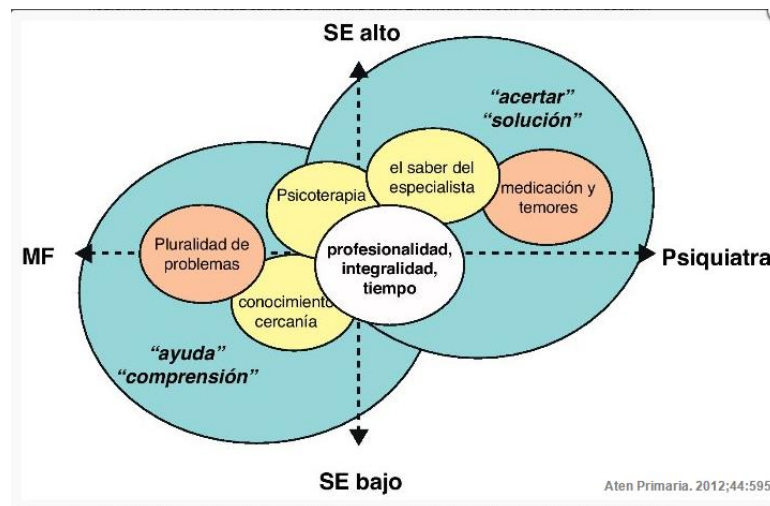 SE alto
“acertar”
“solución”
el saber del
especialista
Psicoterapia
medicación y
temores
MF
Pluralidad de
problemas
profesionalidad,
integralidad,
tiempo
Psiquiatra
conocimiento
cercanía
“ayuda”
“comprensión”
SE bajo
Aten Primaria. 2012;44:595